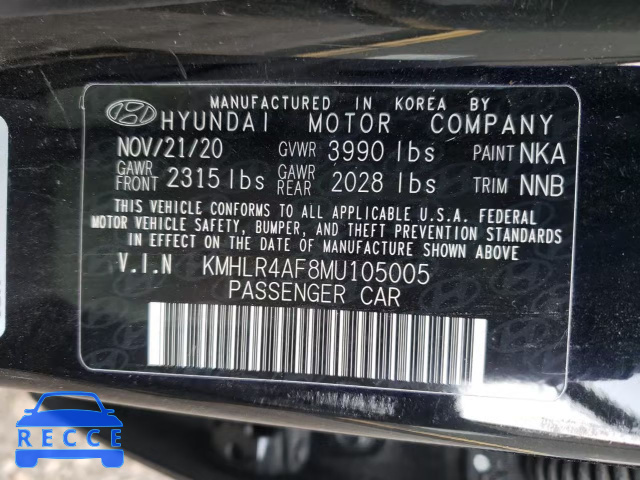 MANUFACTURED IN KOREA BY
HYUNDAI MOTOR COMPANY
NOV/21/20 GVWR 3990 lbs PAINT NKA
GAWR FRONT 2315 lbs GAWR REAR 2028 lbs TRIM NNB
THIS VEHICLE CONFORMS TO ALL APPLICABLE U.S.A. FEDERAL
MOTOR VEHICLE SAFETY, BUMPER, AND THEFT PREVENTION STANDARDS
IN EFFECT ON THE DATE OF MANUFACTURE SHOWN ABOVE.
V.I.N KMHLR4AF8MU105005
PASSENGER CAR
RECCE